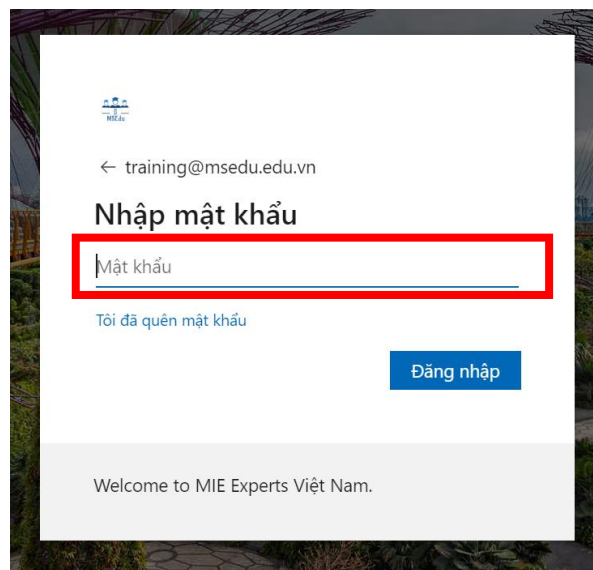 MSEdu
← training@msedu.edu.vn
Nhập mật khẩu
Mật khẩu
Tôi đã quên mật khẩu
Đăng nhập
Welcome to MIE Experts Việt Nam.